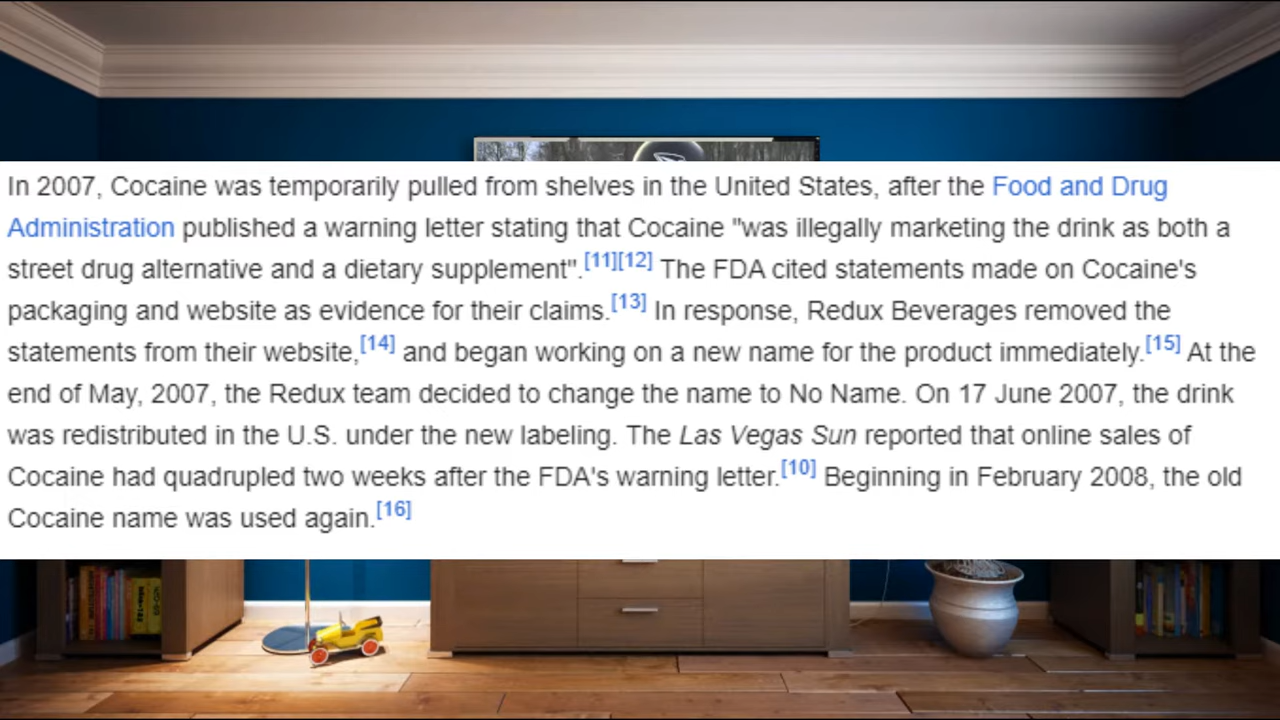 In 2007, Cocaine was temporarily pulled from shelves in the United States, after the Food and Drug
Administration published a warning letter stating that Cocaine "was illegally marketing the drink as both a
street drug alternative and a dietary supplement".[11][12] The FDA cited statements made on Cocaine's
packaging and website as evidence for their claims.[13] In response, Redux Beverages removed the
statements from their website,[14] and began working on a new name for the product immediately.[15] At the
end of May, 2007, the Redux team decided to change the name to No Name. On 17 June 2007, the drink
was redistributed in the U.S. under the new labeling. The Las Vegas Sun reported that online sales of
Cocaine had quadrupled two weeks after the FDA's warning letter.[10] Beginning in February 2008, the old
Cocaine name was used again.[16]